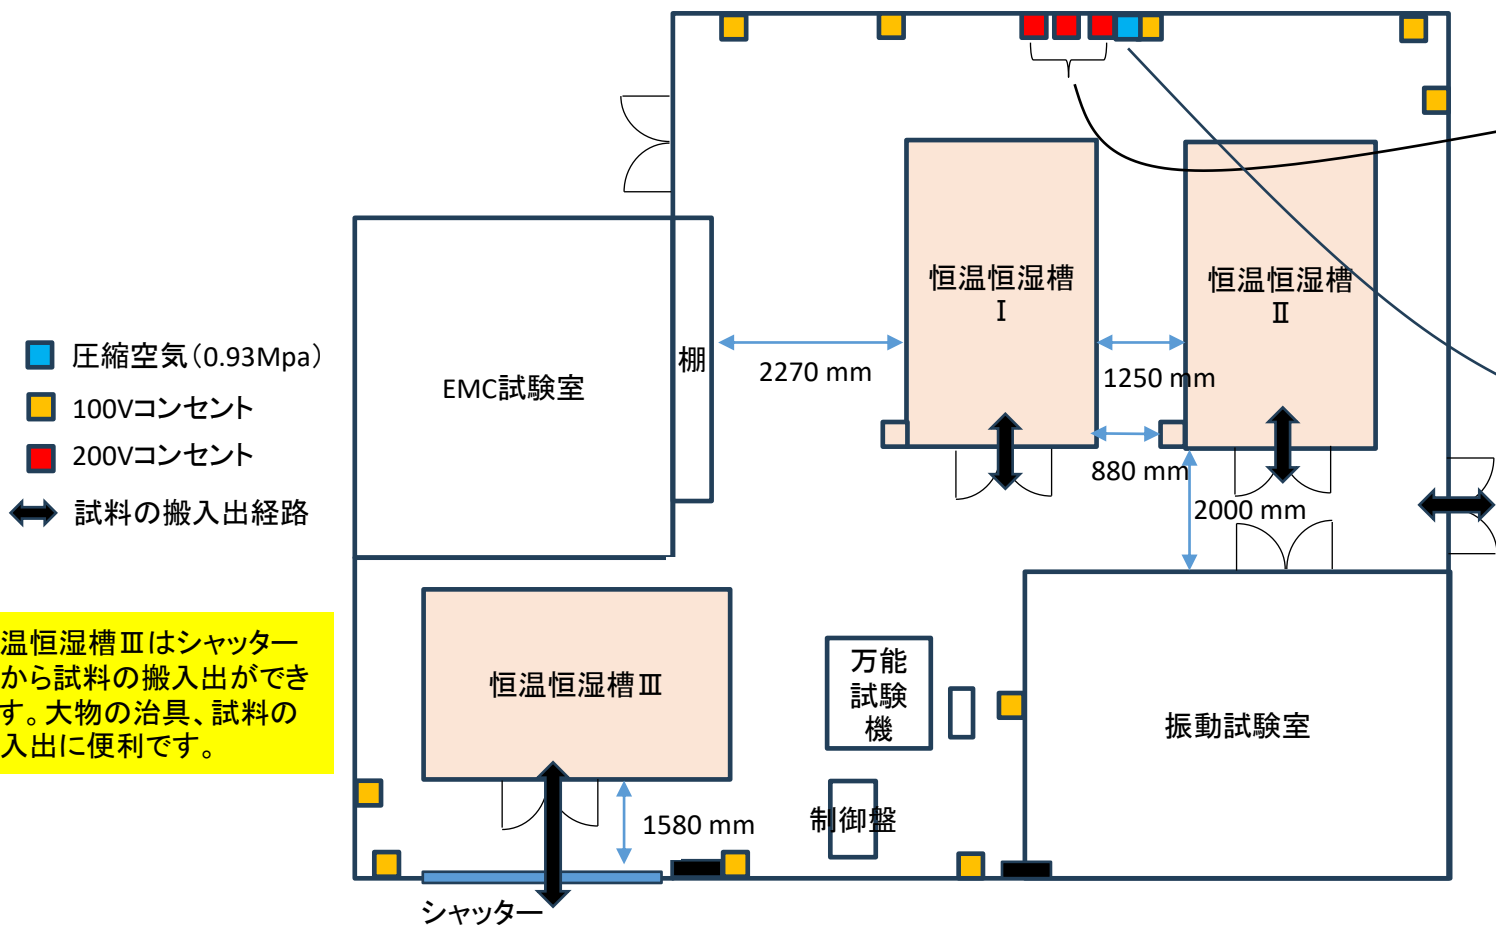 恒温恒湿槽
Ⅰ
恒温恒湿槽
Ⅱ
圧縮空気（0.93Mpa）
100Vコンセント
200Vコンセント
試料の搬入出経路
EMC試験室
棚
2270 mm
1250 mm
880 mm
2000 mm
温恒湿槽Ⅲはシャッター
から試料の搬入出ができ
す。大物の治具、試料の
入出に便利です。
恒温恒湿槽Ⅲ
万能
試験
機
振動試験室
1580 mm
制御盤
シャッター